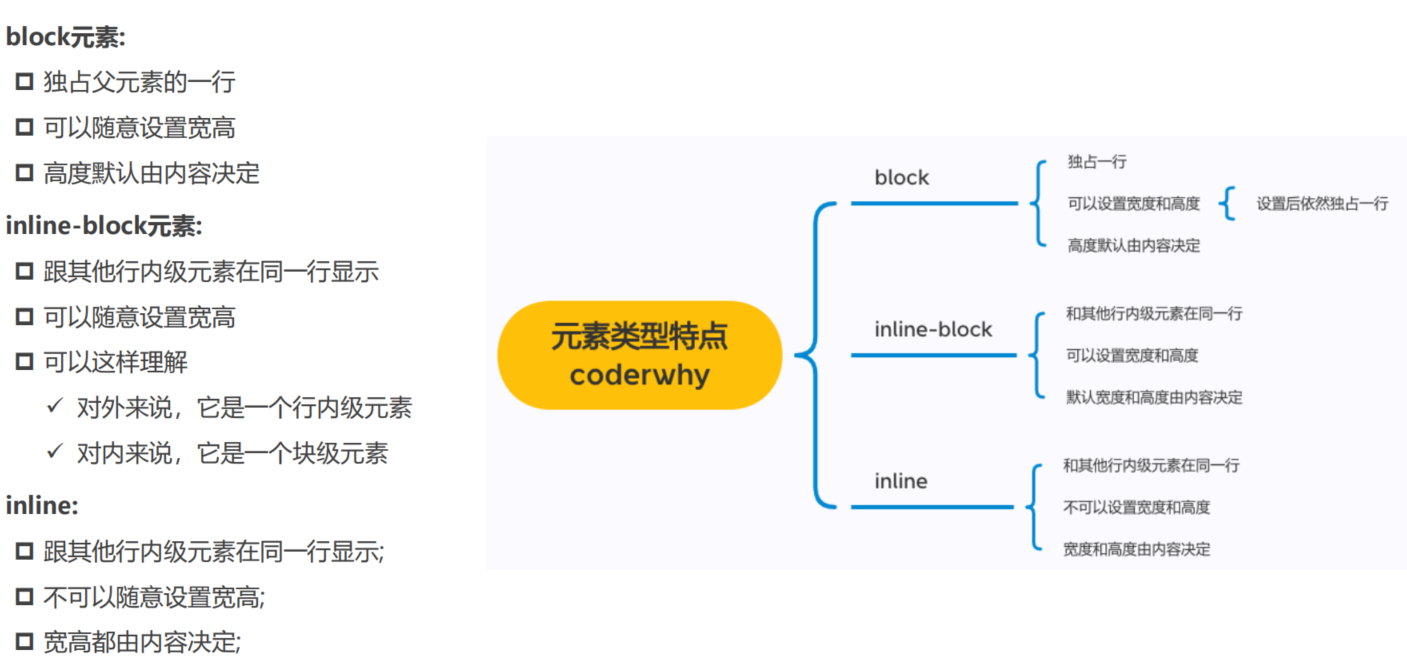 block元素:
独占父元素的一行
可以随意设置宽高
高度默认由内容决定
inline-block元素:
跟其他行内级元素在同一行显示
可以随意设置宽高
可以这样理解
对外来说，它是一个行内级元素
对内来说，它是一个块级元素
inline:
跟其他行内级元素在同一行显示;
不可以随意设置宽高;
宽高都由内容决定;
元素类型特点
coderwhy
block
独占一行
可以设置宽度和高度
设置后依然独占一行
高度默认由内容决定
inline-block
和其他行内级元素在同一行
可以设置宽度和高度
默认宽度和高度由内容决定
inline
和其他行内级元素在同一行
不可以设置宽度和高度
宽度和高度由内容决定